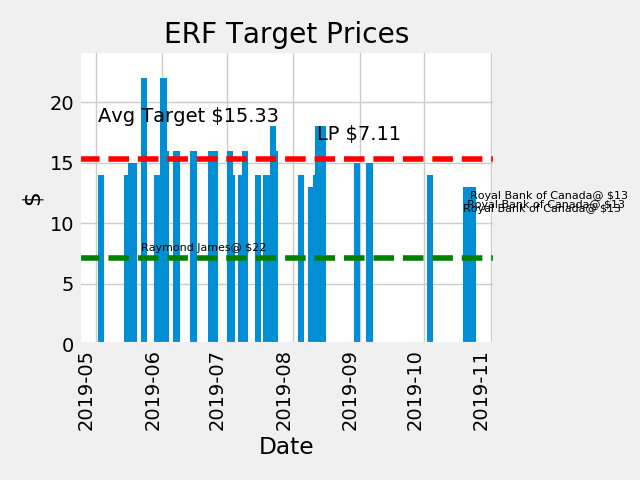 ERF Target Prices
$
20
15
10
5
0
Avg Target $15.33
LP $7.11
Raymond James@ $22
Royal Bank of Canada@ $13
Royal Bank of Canada@ $13
Royal Bank of Canada@ $13
2019-05
2019-06
2019-07
2019-08
2019-09
2019-10
2019-11
Date